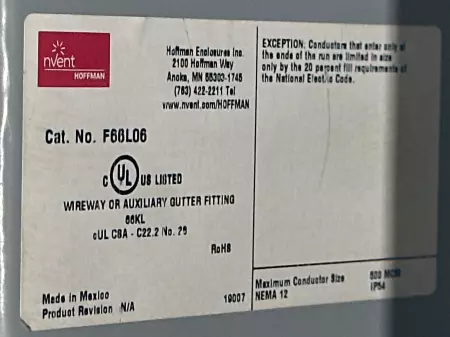 nvent
HOFFMAN
Hoffman Enclosures Inc.
2100 Hoffman Way
Anoka, MN 55303-1745
(763) 422-2211 Tel
www.nvent.com/HOFFMAN
Cat. No. F66L06
c UL US LISTED
WIREWAY OR AUXILIARY GUTTER FITTING
66KL
cUL CSA - C22.2 No. 26
RoHS
Made in Mexico
Product Revision N/A
19007
EXCEPTION: Conductors that enter only at
the ends of the run are limited in size
only by the 20 percent fill requirements of
the National Electric Code.
Maximum Conductor Size 500 MCM
NEMA 12 IP54